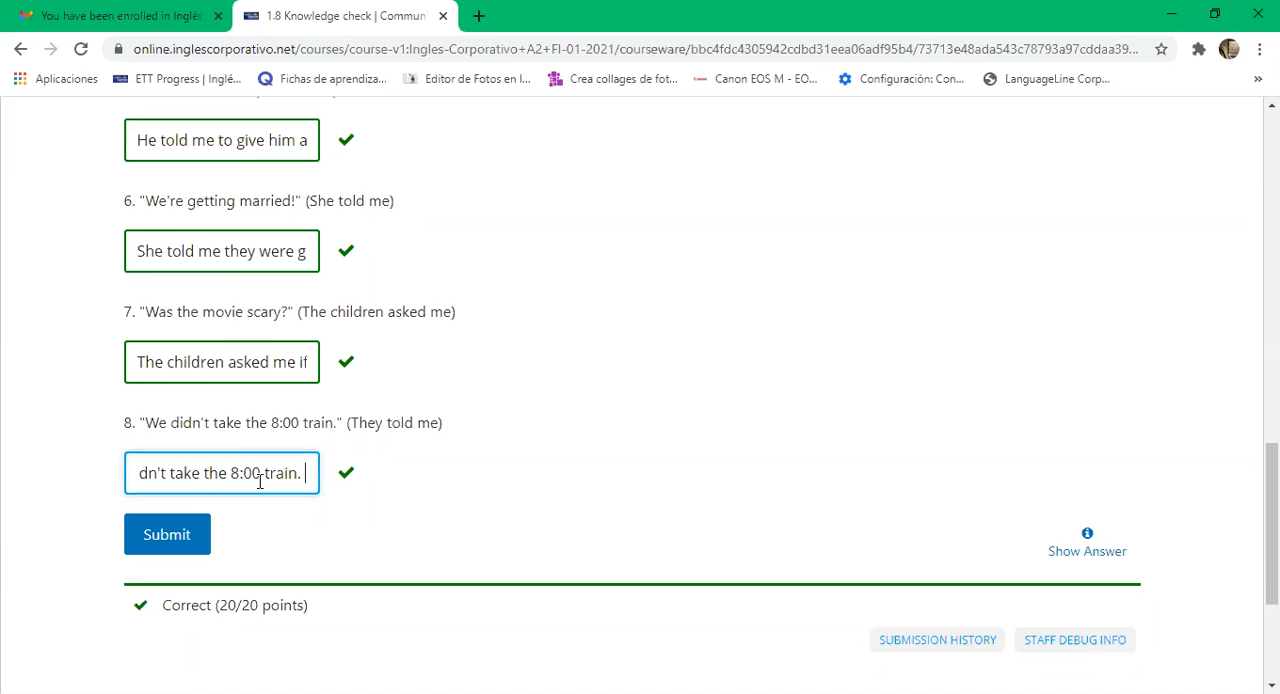 You have been enrolled in Inglés
1.8 Knowledge check | Commun
online.inglescorporativo.net/courses/course-v1:Ingles-Corporativo+A2+FI-01-2021/courseware/bbc4fdc4305942cdbd31eea06adf95b4/73713e48ada543c78793a97cddaa39...
Aplicaciones ETT Progress | Inglé... Fichas de aprendiza... Editor de Fotos en l... Crea collages de fot... Canon EOS M - EO... Configuración: Con... LanguageLine Corp... »
He told me to give him a
6. "We're getting married!" (She told me)
She told me they were g
7. "Was the movie scary?" (The children asked me)
The children asked me if
8. "We didn't take the 8:00 train." (They told me)
dn't take the 8:00 train.
Submit
Show Answer
Correct (20/20 points)
SUBMISSION HISTORY STAFF DEBUG INFO